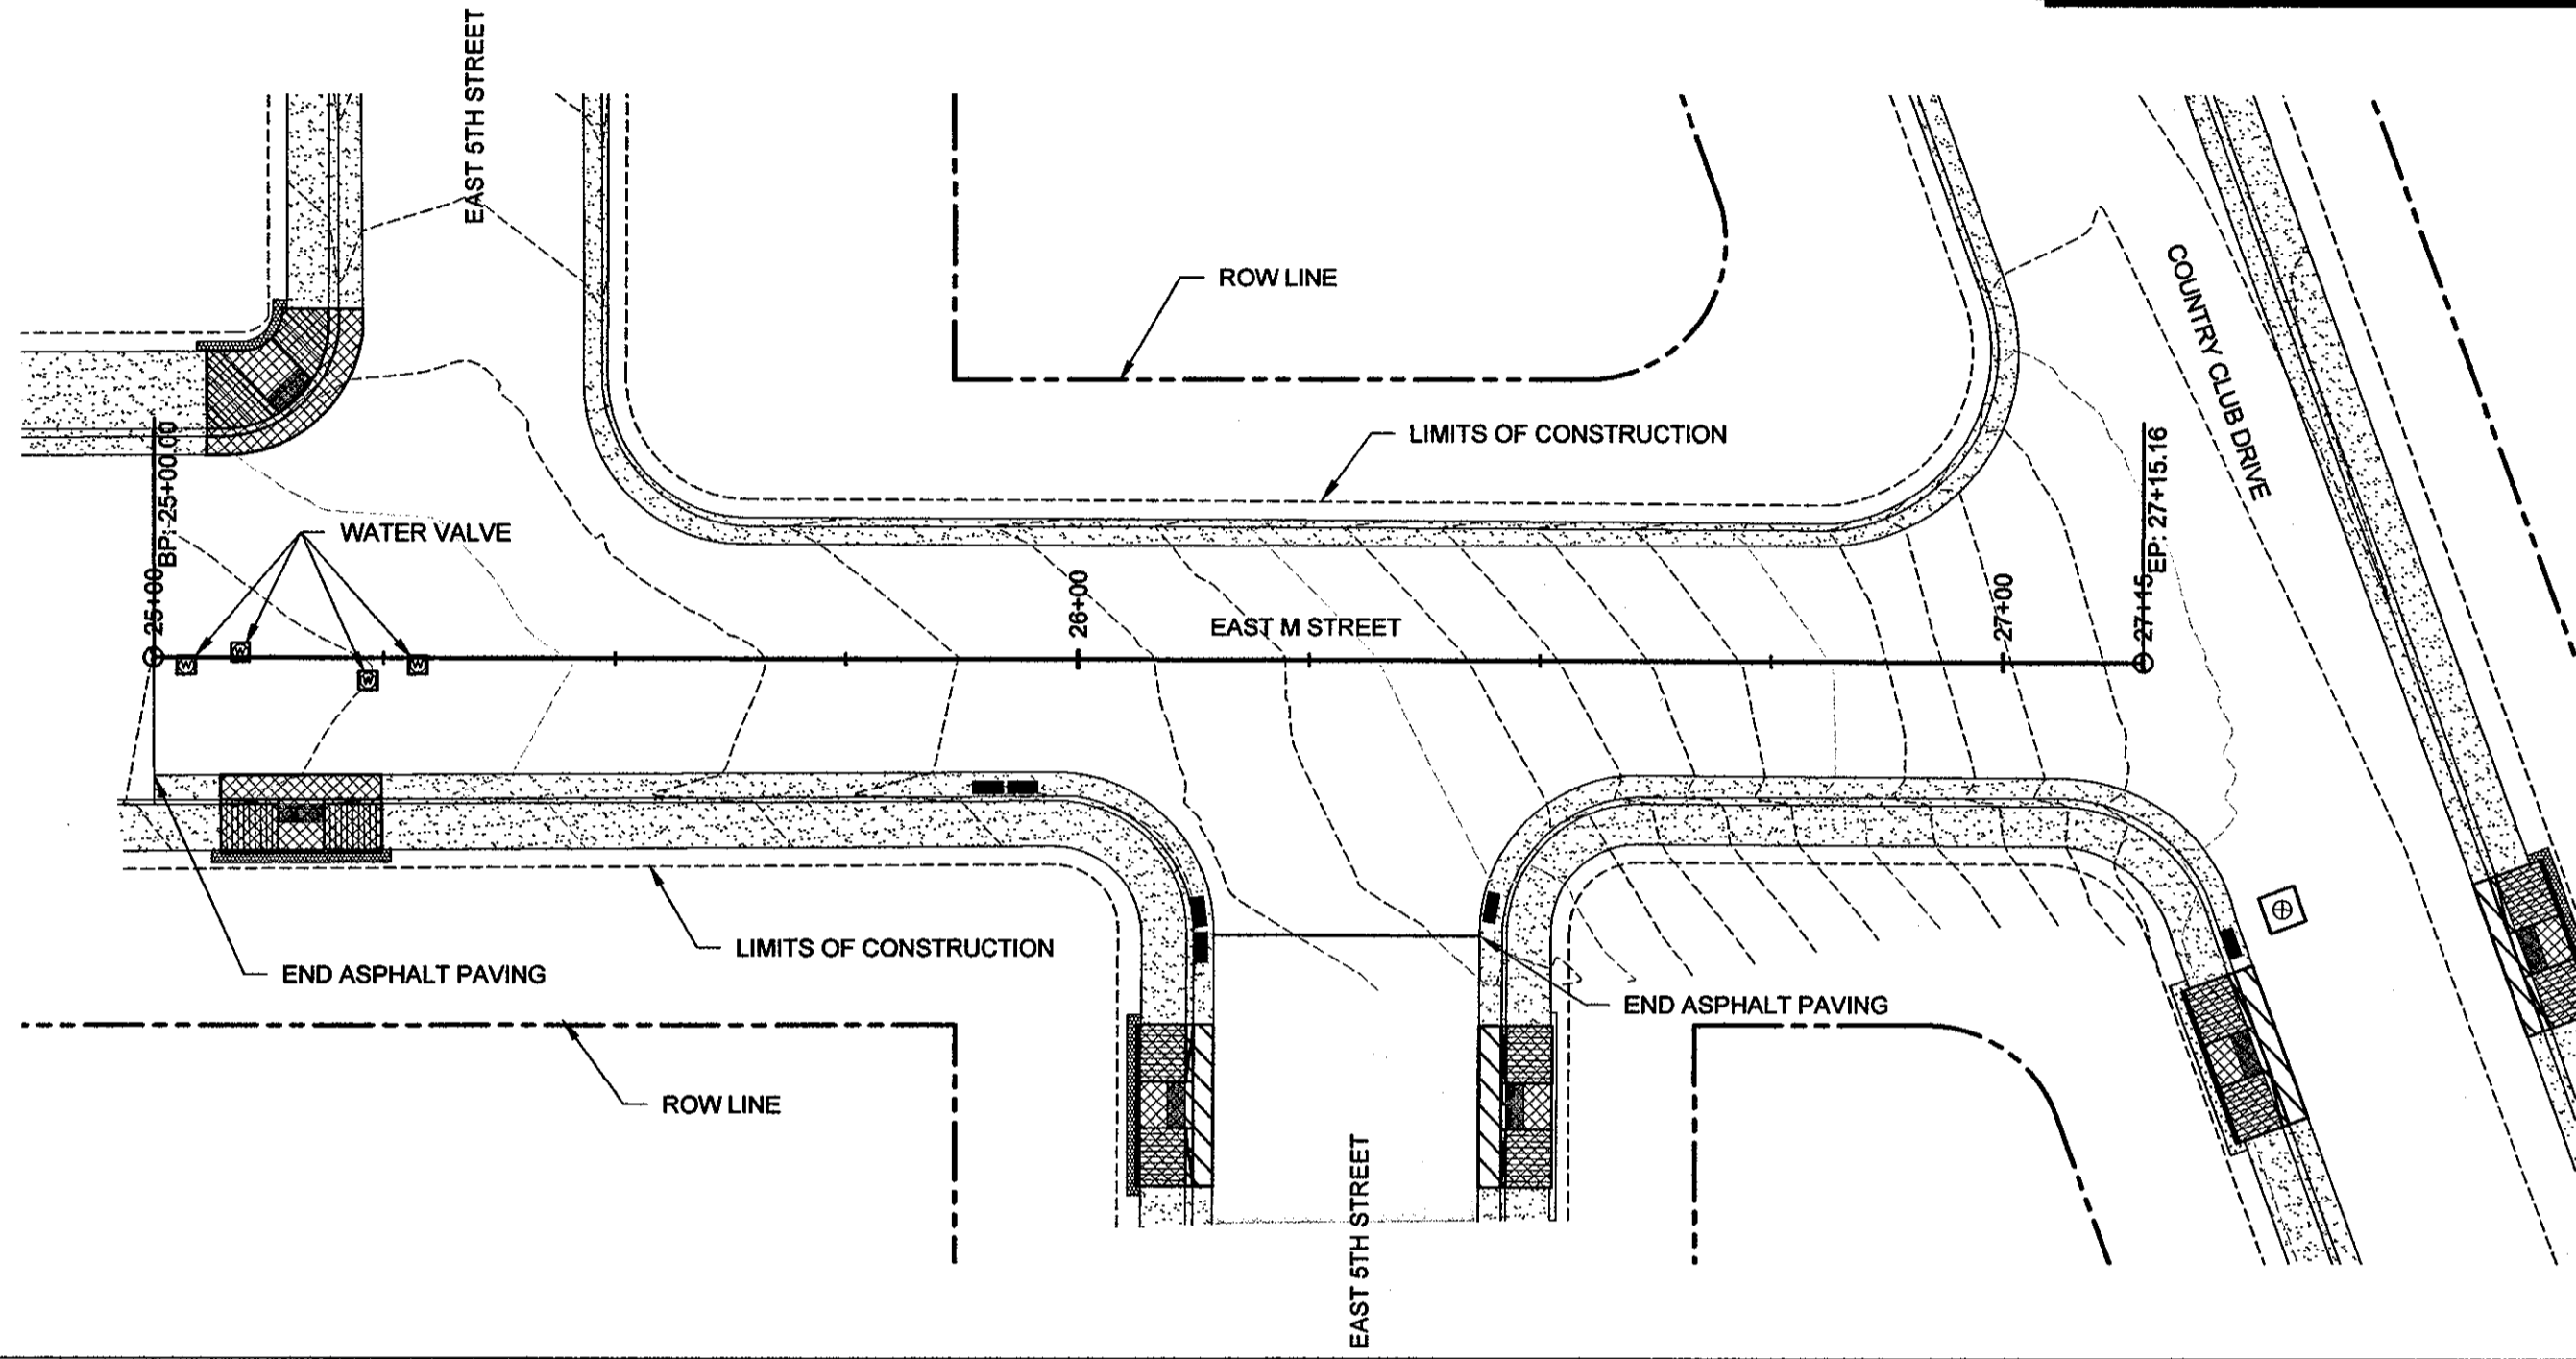 EAST 5TH STREET
ROW LINE
COUNTRY CLUB DRIVE
LIMITS OF CONSTRUCTION
BP: 25+00.00
EP: 27+15.16
WATER VALVE
25+00
26+00
EAST M STREET
27+00
27+15
W
W
W
W
LIMITS OF CONSTRUCTION
END ASPHALT PAVING
END ASPHALT PAVING
ROW LINE
EAST 5TH STREET